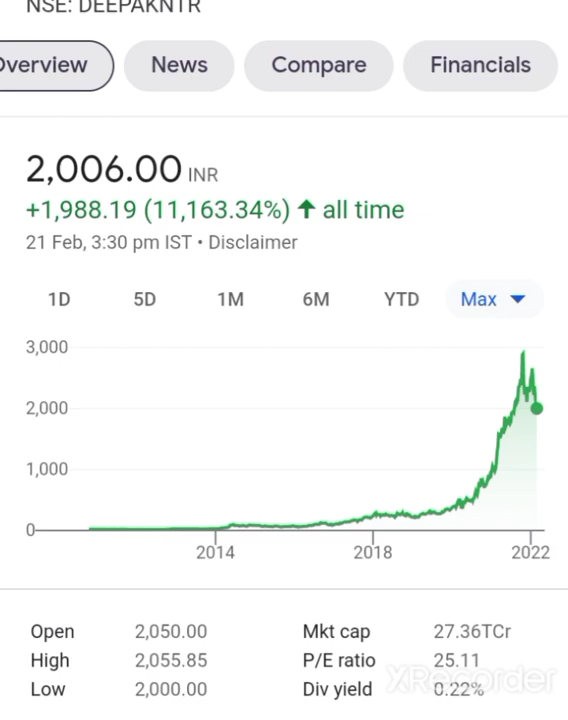 NSE: DEEPAKNTR
Overview News Compare Financials
2,006.00 INR
+1,988.19 (11,163.34%) ↑ all time
21 Feb, 3:30 pm IST • Disclaimer
1D 5D 1M 6M YTD Max
3,000
2,000
1,000
0
2014 2018 2022
Open 2,050.00 Mkt cap 27.36TCr
High 2,055.85 P/E ratio 25.11
Low 2,000.00 Div yield 0.22%
XRecorder